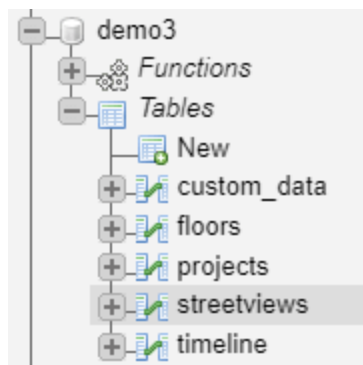 demo3
Functions
Tables
New
custom_data
floors
projects
streetviews
timeline